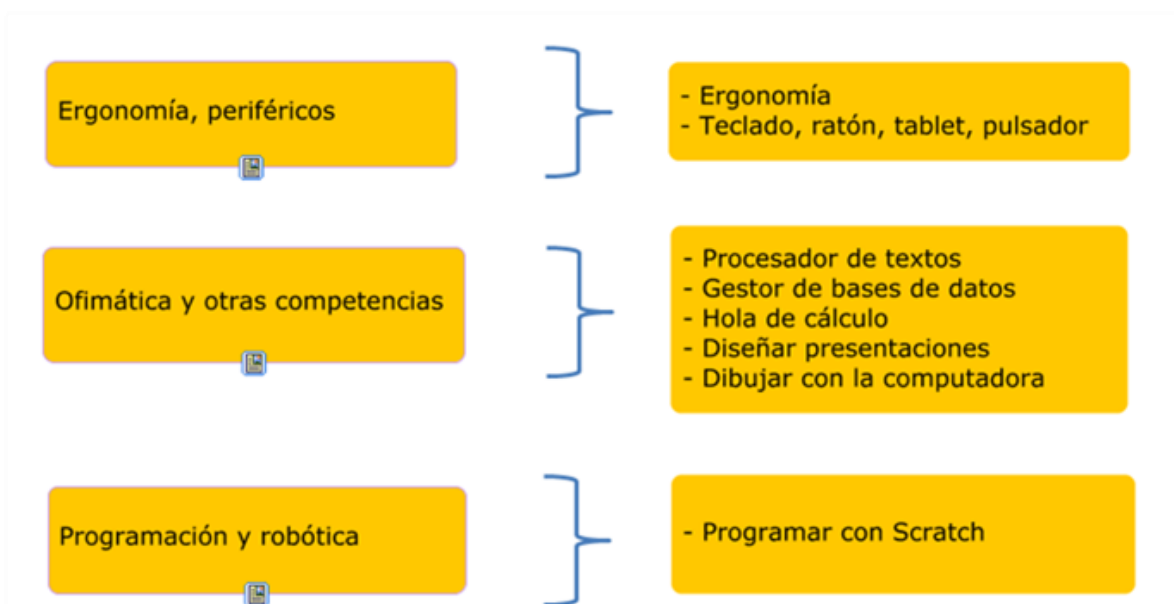 Ergonomía, periféricos
- Ergonomía
- Teclado, ratón, tablet, pulsador
Ofimática y otras competencias
- Procesador de textos
- Gestor de bases de datos
- Hola de cálculo
- Diseñar presentaciones
- Dibujar con la computadora
Programación y robótica
- Programar con Scratch